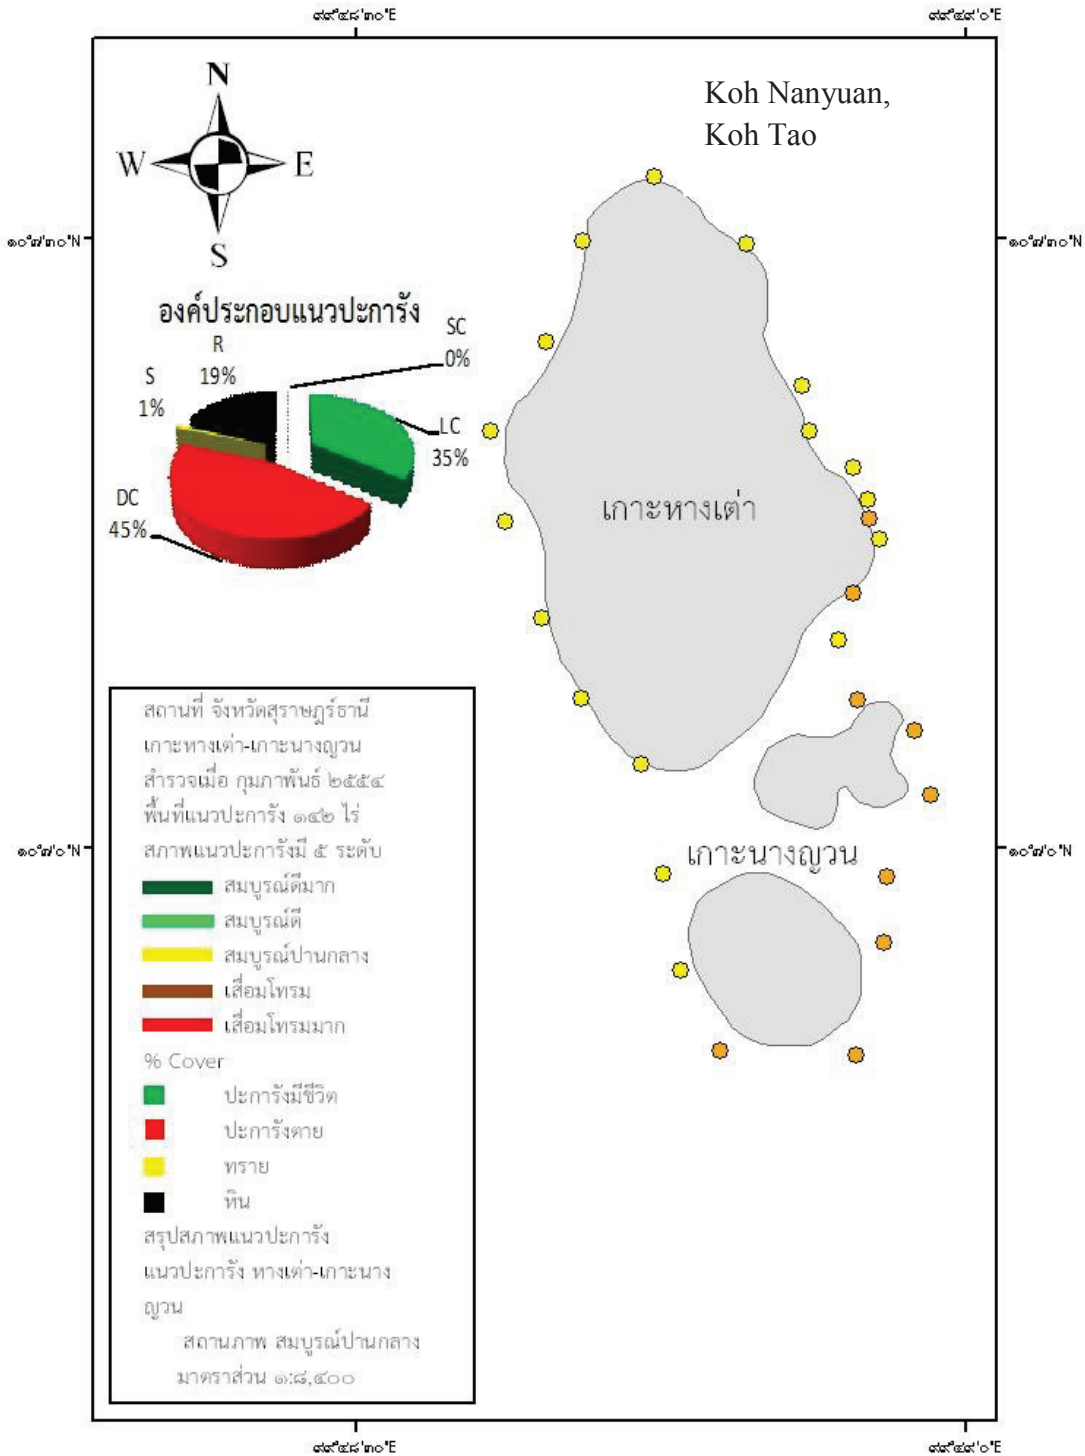 ๙๙°๔๘'๓๐"E
๙๙°๔๙'๐"E
N
W
E
S
Koh Nanyuan,
Koh Tao
๑๐°๗'๓๐"N
๑๐°๗'๓๐"N
องค์ประกอบแนวปะการัง
SC
0%
R
19%
S
1%
LC
35%
DC
45%
เกาะหางเต่า
สถานที่ จังหวัดสุราษฎร์ธานี
เกาะหางเต่า-เกาะนางญวน
สำรวจเมื่อ กุมภาพันธ์ ๒๕๕๔
พื้นที่แนวปะการัง ๑๔๒ ไร่
สภาพแนวปะการังมี ๕ ระดับ
สมบูรณ์ดีมาก
สมบูรณ์ดี
สมบูรณ์ปานกลาง
เสื่อมโทรม
เสื่อมโทรมมาก
% Cover
ปะการังมีชีวิต
ปะการังตาย
ทราย
หิน
สรุปสภาพแนวปะการัง
แนวปะการัง หางเต่า-เกาะนาง
ญวน
สถานภาพ สมบูรณ์ปานกลาง
มาตราส่วน ๑:๘,๔๐๐
๑๐°๗'๐"N
เกาะนางญวน
๑๐°๗'๐"N
๙๙°๔๘'๓๐"E
๙๙°๔๙'๐"E